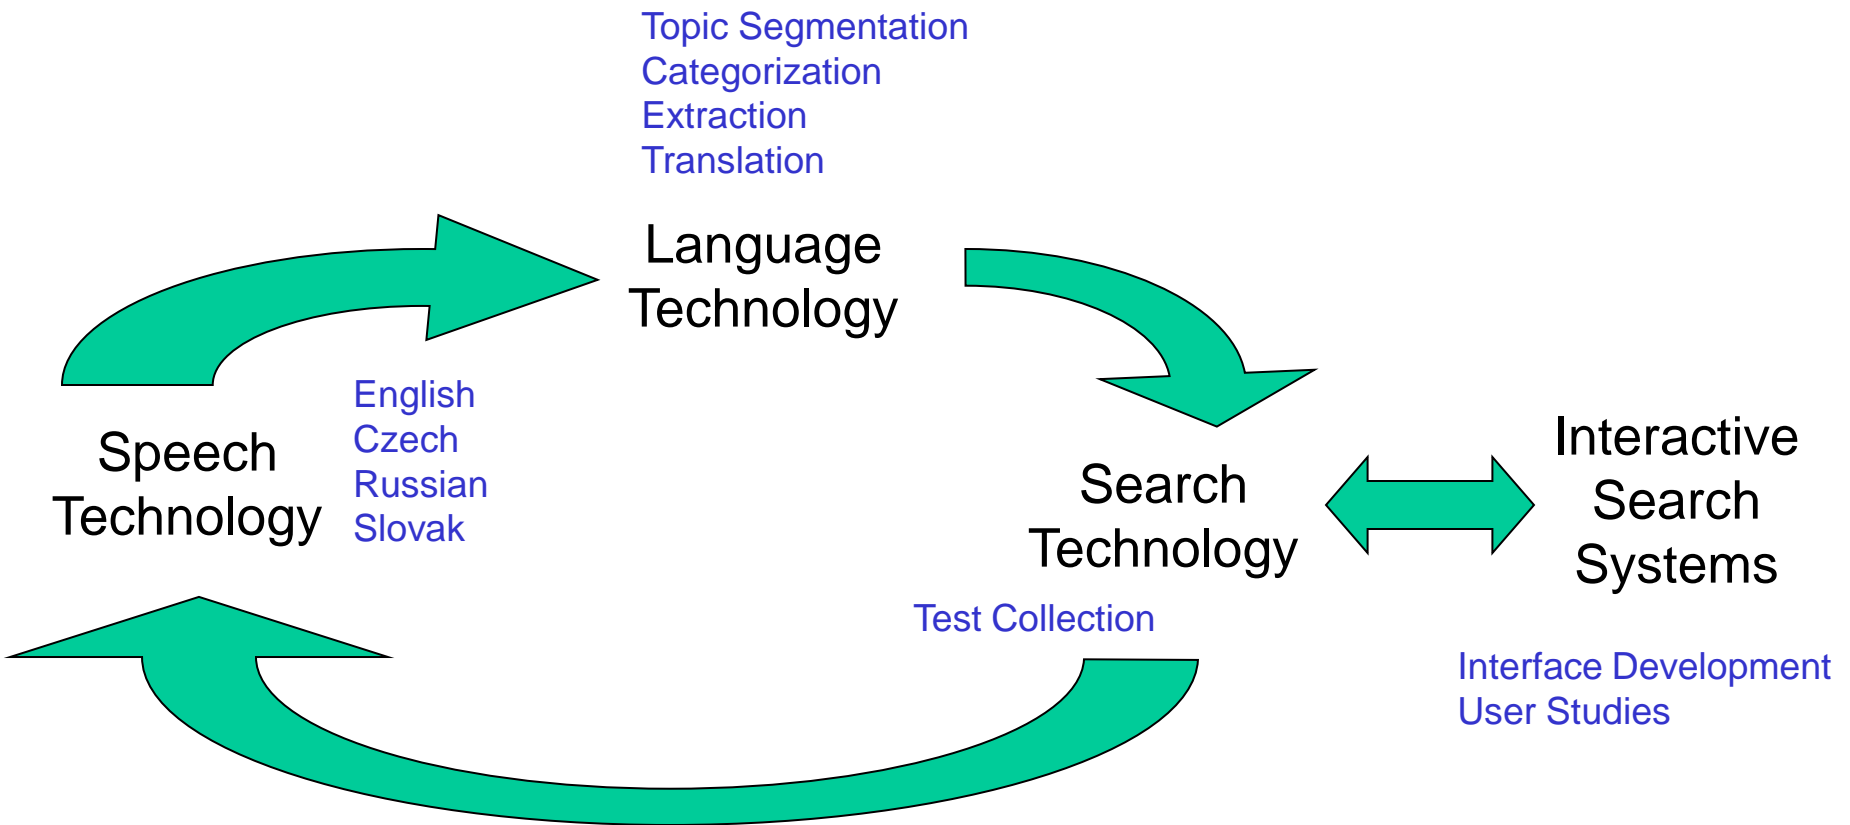 Topic Segmentation
Categorization
Extraction
Translation
Language
Technology
English
Czech
Russian
Slovak
Speech
Technology
Search
Technology
Interactive
Search
Systems
Test Collection
Interface Development
User Studies